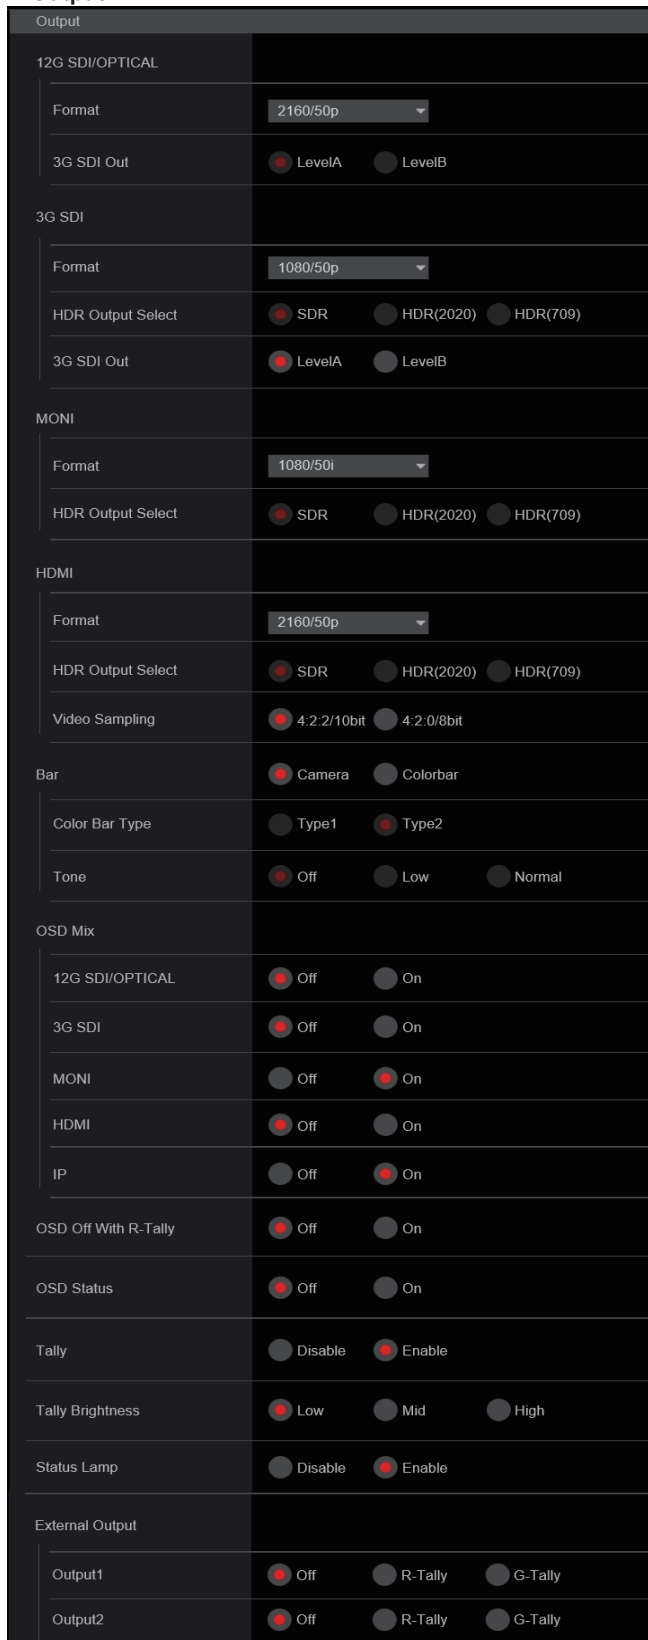 Output
12G SDI/OPTICAL
Format 2160/50p
3G SDI Out LevelA LevelB
3G SDI
Format 1080/50p
HDR Output Select SDR HDR(2020) HDR(709)
3G SDI Out LevelA LevelB
MONI
Format 1080/50i
HDR Output Select SDR HDR(2020) HDR(709)
HDMI
Format 2160/50p
HDR Output Select SDR HDR(2020) HDR(709)
Video Sampling 4:2:2/10bit 4:2:0/8bit
Bar Camera Colorbar
Color Bar Type Type1 Type2
Tone Off Low Normal
OSD Mix
12G SDI/OPTICAL Off On
3G SDI Off On
MONI Off On
HDMI Off On
IP Off On
OSD Off With R-Tally Off On
OSD Status Off On
Tally Disable Enable
Tally Brightness Low Mid High
Status Lamp Disable Enable
External Output
Output1 Off R-Tally G-Tally
Output2 Off R-Tally G-Tally